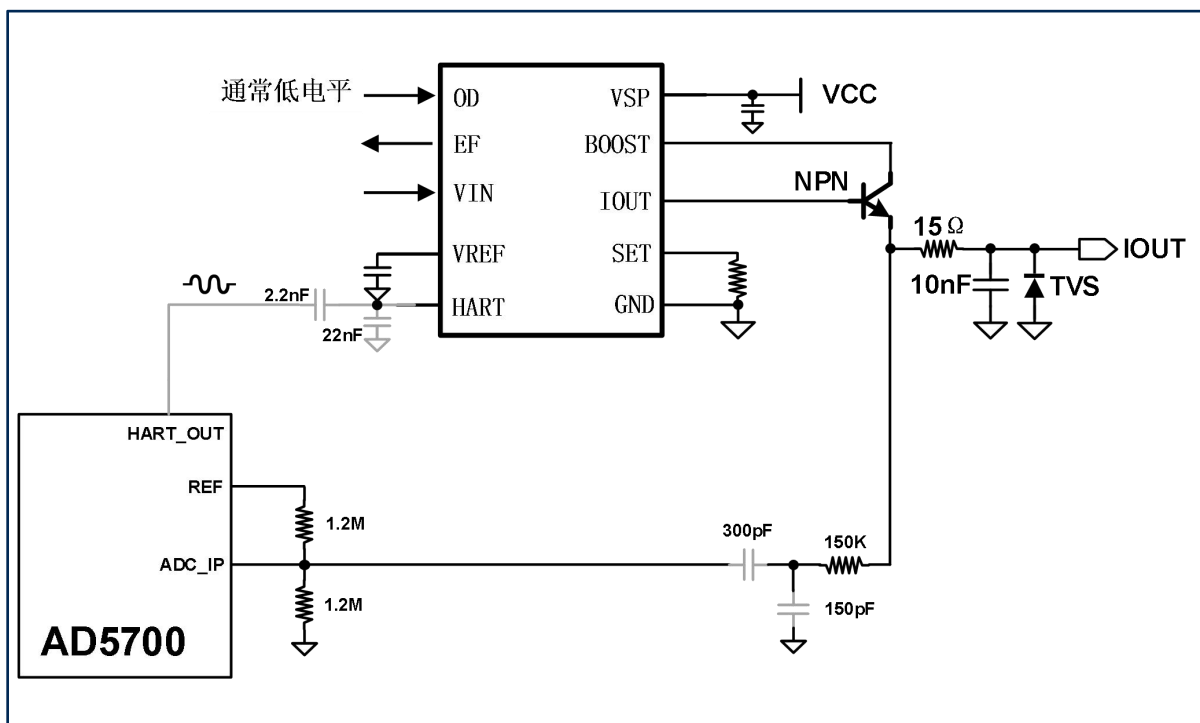 通常低电平
OD
VSP
VCC
EF
BOOST
NPN
VIN
IOUT
15Ω
IOUT
VREF
SET
10nF
TVS
2.2nF
HART
GND
22nF
HART_OUT
REF
1.2M
300pF
150K
ADC_IP
1.2M
150pF
AD5700